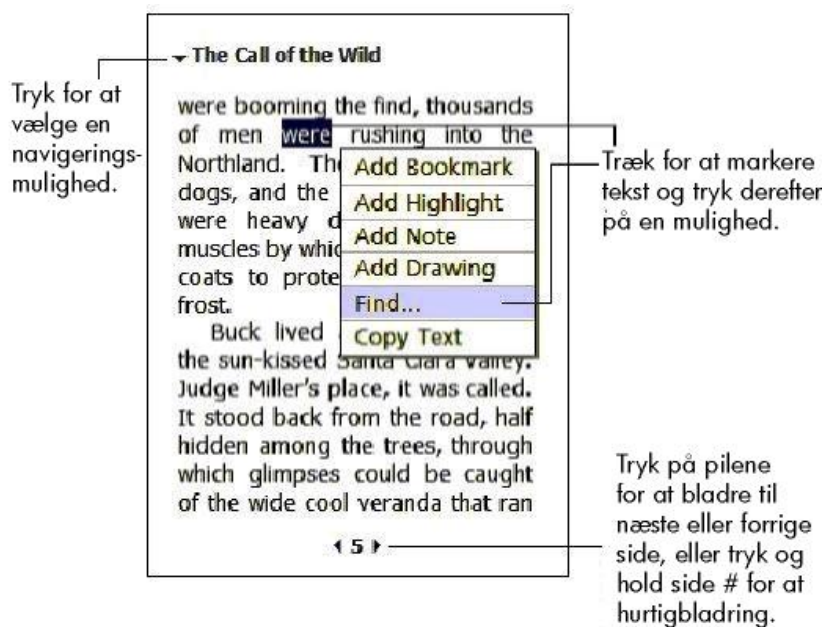 The Call of the Wild
Tryk for at
vælge en
navigerings-
mulighed.
were booming the find, thousands
of men were rushing into the
Northland. The
dogs, and the
were heavy d
muscles by whic
coats to prote
frost.
Buck lived
the sun-kissed Santa Clara Valley.
Judge Miller's place, it was called.
It stood back from the road, half
hidden among the trees, through
which glimpses could be caught
of the wide cool veranda that ran
Add Bookmark
Add Highlight
Add Note
Add Drawing
Find...
Copy Text
Træk for at markere
tekst og tryk derefter
på en mulighed.
5
Tryk på pilene
for at bladre til
næste eller forrige
side, eller tryk og
hold side # for at
hurtigbladring.